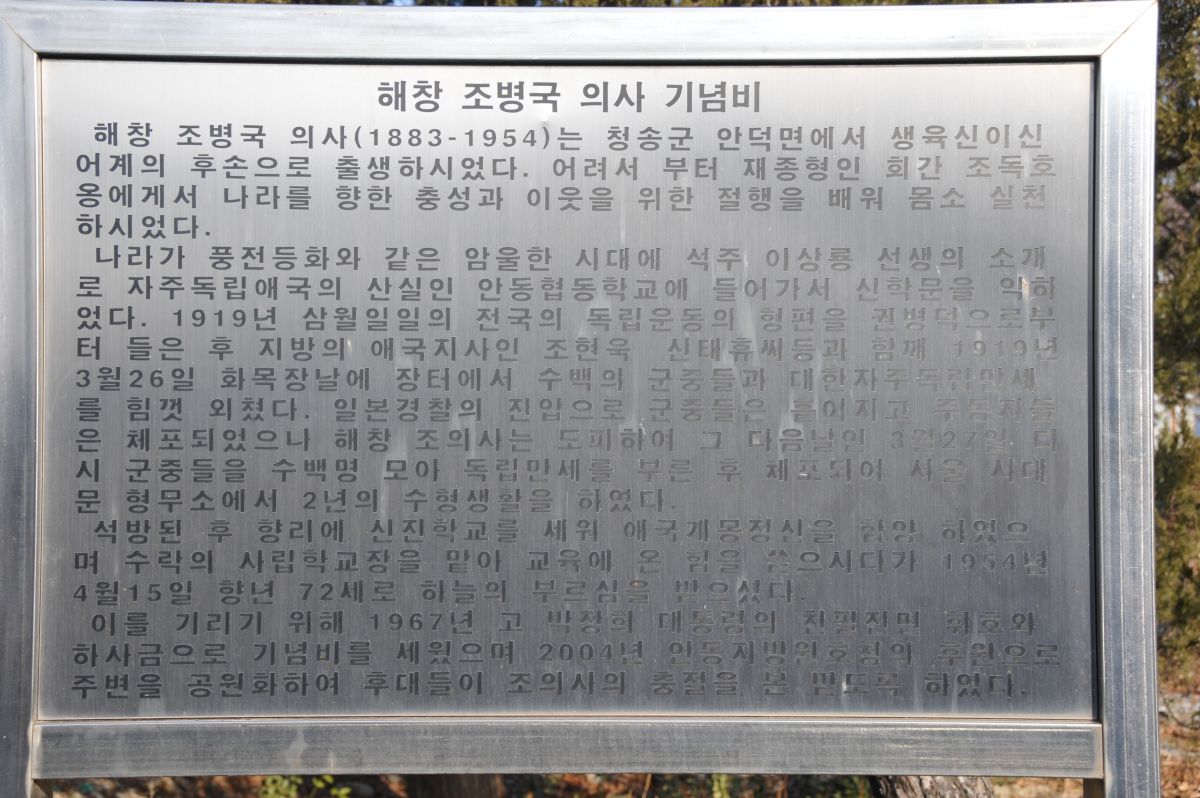 해창 조병국 의사 기념비
해창 조병국 의사(1883-1954)는 청송군 안덕면에서 생육신이신
어계의 후손으로 출생하시었다. 어려서 부터 재종형인 회간 조독호
옹에게서 나라를 향한 충성과 이웃을 위한 절행을 배워 몸소 실천
하시었다.
나라가 풍전등화와 같은 암울한 시대에 석주 이상룡 선생의 소개
로 자주독립애국의 산실인 안동협동학교에 들어가서 신학문을 익히
었다. 1919년 삼월일일의 전국의 독립운동의 형편을 권병덕으로부
터 들은 후 지방의 애국지사인 조현욱 신태휴씨등과 함께 1919년
3월26일 화목장날에 장터에서 수백의 군중들과 대한자주독립만세
를 힘껏 외쳤다. 일본경찰의 진압으로 군중들은 흩어지고 주동자들
은 체포되었으나 해창 조의사는 도피하여 그 다음날인 3월27일 다
시 군중들을 수백명 모아 독립만세를 부른 후 체포되어 서울 서대
문 형무소에서 2년의 수형생활을 하였다.
석방된 후 향리에 신진학교를 세워 애국계몽정신을 함양 하였으
며 수락의 사립학교장을 맡아 교육에 온 힘을 쏟으시다가 1954년
4월15일 향년 72세로 하늘의 부르심을 받으셨다.
이를 기리기 위해 1967년 고 박정희 대통령의 친필전면 휘호와
하사금으로 기념비를 세웠으며 2004년 안동지방원호청의 후원으로
주변을 공원화하여 후대들이 조의사의 충절을 본 받도록 하였다.